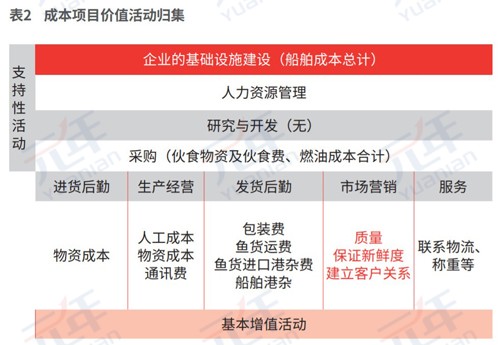 表2 成本项目价值活动归集
支持性活动
企业的基础设施建设（船舶成本总计）
人力资源管理
研究与开发（无）
采购（伙食物资及伙食费、燃油成本合计）
进货后勤 生产经营 发货后勤 市场营销 服务
物资成本
人工成本
物资成本
通讯费
包装费
鱼货运费
鱼货进口港杂费
船舶港杂
质量
保证新鲜度
建立客户关系
联系物流、
称重等
基本增值活动
元年
Yuanian